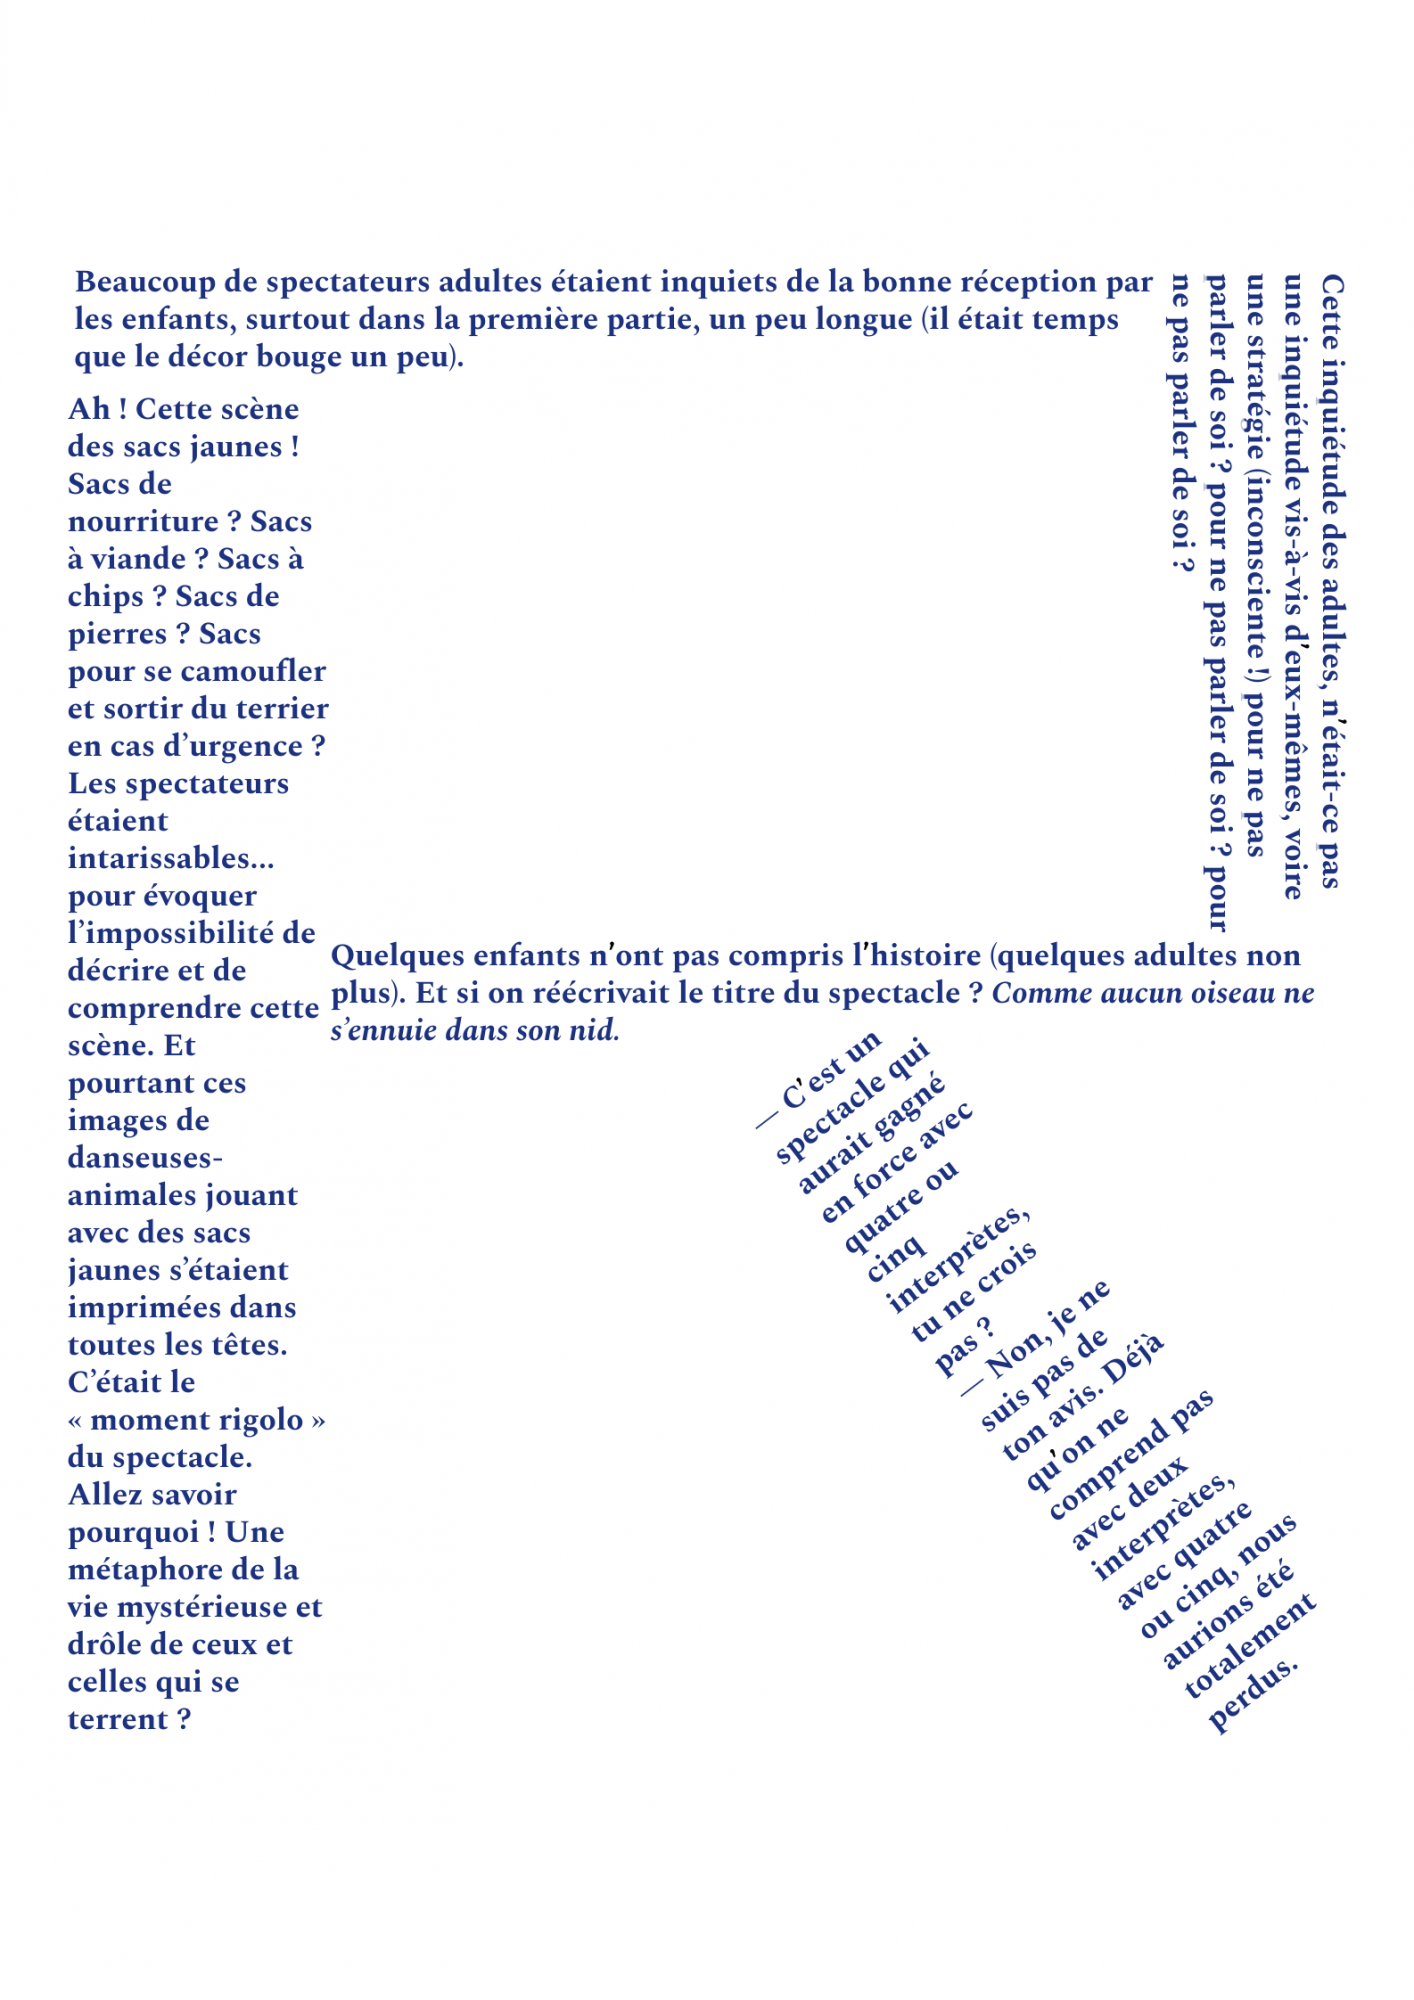 Beaucoup de spectateurs adultes étaient inquiets de la bonne réception par
les enfants, surtout dans la première partie, un peu longue (il était temps
que le décor bouge un peu).
Cette inquiétude des adultes, n'était-ce pas
une inquiétude vis-à-vis d'eux-mêmes, voire
une stratégie (inconsciente !) pour ne pas
parler de soi ? pour ne pas parler de soi ? pour
ne pas parler de soi ?
Ah ! Cette scène
des sacs jaunes !
Sacs de
nourriture ? Sacs
à viande ? Sacs à
chips ? Sacs de
pierres ? Sacs
pour se camoufler
et sortir du terrier
en cas d’urgence ?
Les spectateurs
étaient
intarissables...
pour évoquer
l’impossibilité de
décrire et de
comprendre cette
scène. Et
pourtant ces
images de
danseuses-
animales jouant
avec des sacs
jaunes s’étaient
imprimées dans
toutes les têtes.
C’était le
« moment rigolo »
du spectacle.
Allez savoir
pourquoi ! Une
métaphore de la
vie mystérieuse et
drôle de ceux et
celles qui se
terrent ?
Quelques enfants n'ont pas compris l'histoire (quelques adultes non
plus). Et si on réécrivait le titre du spectacle ? Comme aucun oiseau ne
s’ennuie dans son nid.
— C'est un
spectacle qui
aurait gagné
en force avec
quatre ou
cinq
interprètes,
tu ne crois
pas ?
— Non, je ne
suis pas de
ton avis. Déjà
qu'on ne
comprend pas
avec deux
interprètes,
avec quatre
ou cinq, nous
aurions été
totalement
perdus.